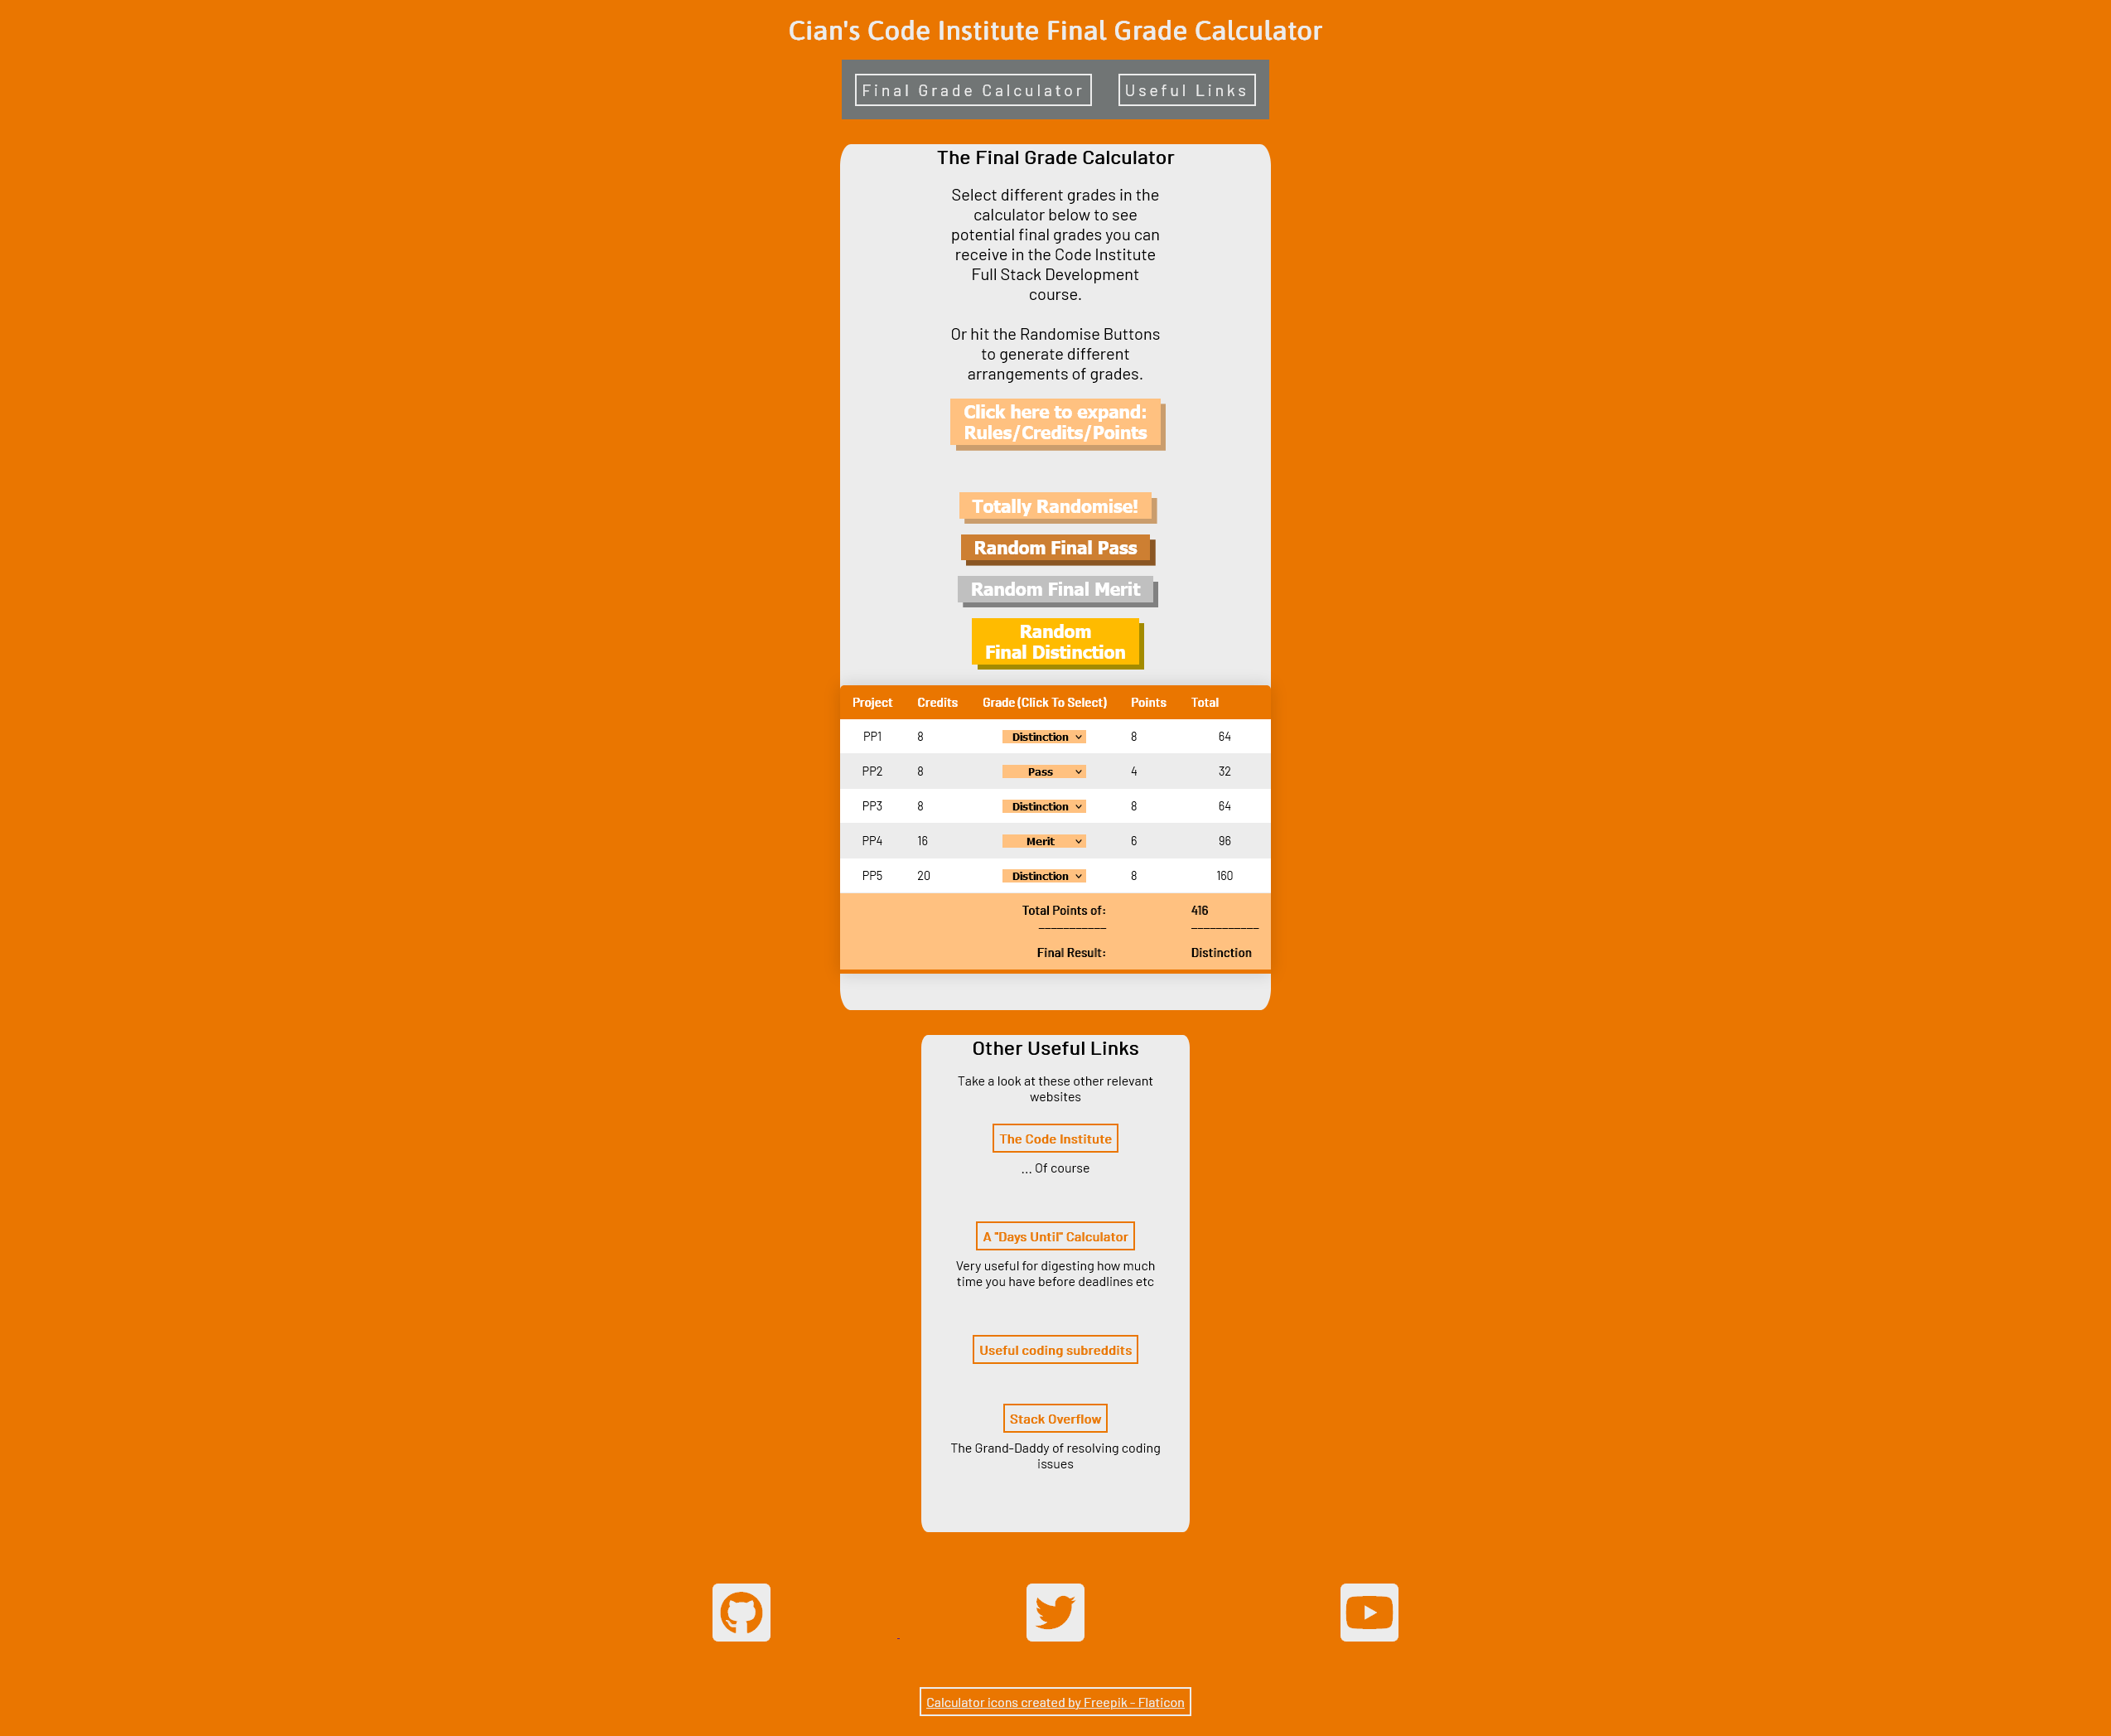 Cian's Code Institute Final Grade Calculator
Final Grade Calculator Useful Links
The Final Grade Calculator
Select different grades in the
calculator below to see
potential final grades you can
receive in the Code Institute
Full Stack Development
course.
Or hit the Randomise Buttons
to generate different
arrangements of grades.
Click here to expand:
Rules/Credits/Points
Totally Randomise!
Random Final Pass
Random Final Merit
Random
Final Distinction
Project Credits Grade (Click To Select) Points Total
PP1 8 Distinction 8 64
PP2 8 Pass 4 32
PP3 8 Distinction 8 64
PP4 16 Merit 6 96
PP5 20 Distinction 8 160
Total Points of: 416
___________ ___________
Final Result: Distinction
Other Useful Links
Take a look at these other relevant
websites
The Code Institute
... Of course
A "Days Until" Calculator
Very useful for digesting how much
time you have before deadlines etc
Useful coding subreddits
Stack Overflow
The Grand-Daddy of resolving coding
issues
Calculator icons created by Freepik - Flaticon